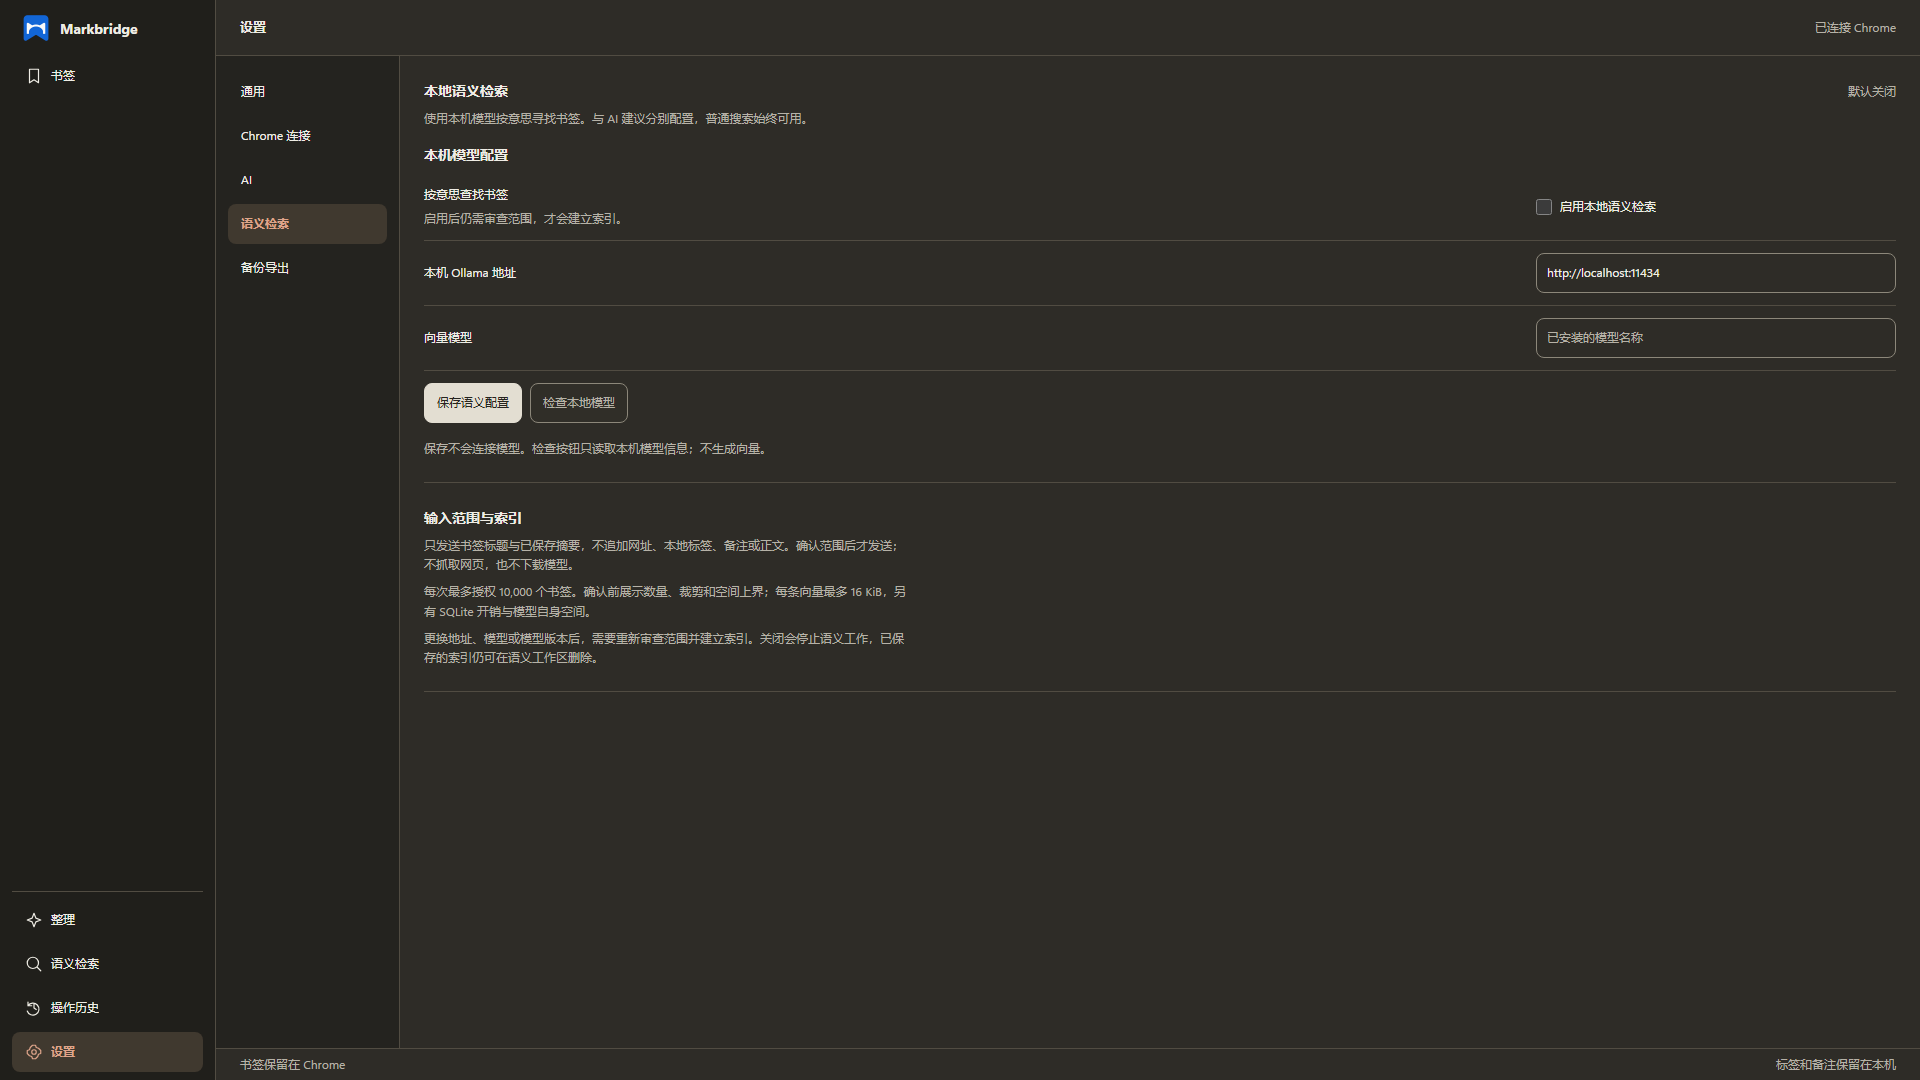 Markbridge
书签
整理
语义检索
操作历史
设置
设置
已连接 Chrome
通用
Chrome 连接
AI
语义检索
备份导出
本地语义检索
默认关闭
使用本机模型按意思寻找书签。与 AI 建议分别配置，普通搜索始终可用。
本机模型配置
按意思查找书签
启用后仍需审查范围，才会建立索引。
启用本地语义检索
本机 Ollama 地址
http://localhost:11434
向量模型
已安装的模型名称
保存语义配置
检查本地模型
保存不会连接模型。检查按钮只读取本机模型信息；不生成向量。
输入范围与索引
只发送书签标题与已保存摘要，不追加网址、本地标签、备注或正文。确认范围后才发送；
不抓取网页，也不下载模型。
每次最多授权 10,000 个书签。确认前展示数量、裁剪和空间上界；每条向量最多 16 KiB，另
有 SQLite 开销与模型自身空间。
更换地址、模型或模型版本后，需要重新审查范围并建立索引。关闭会停止语义工作，已保
存的索引仍可在语义工作区删除。
书签保留在 Chrome
标签和备注保留在本机